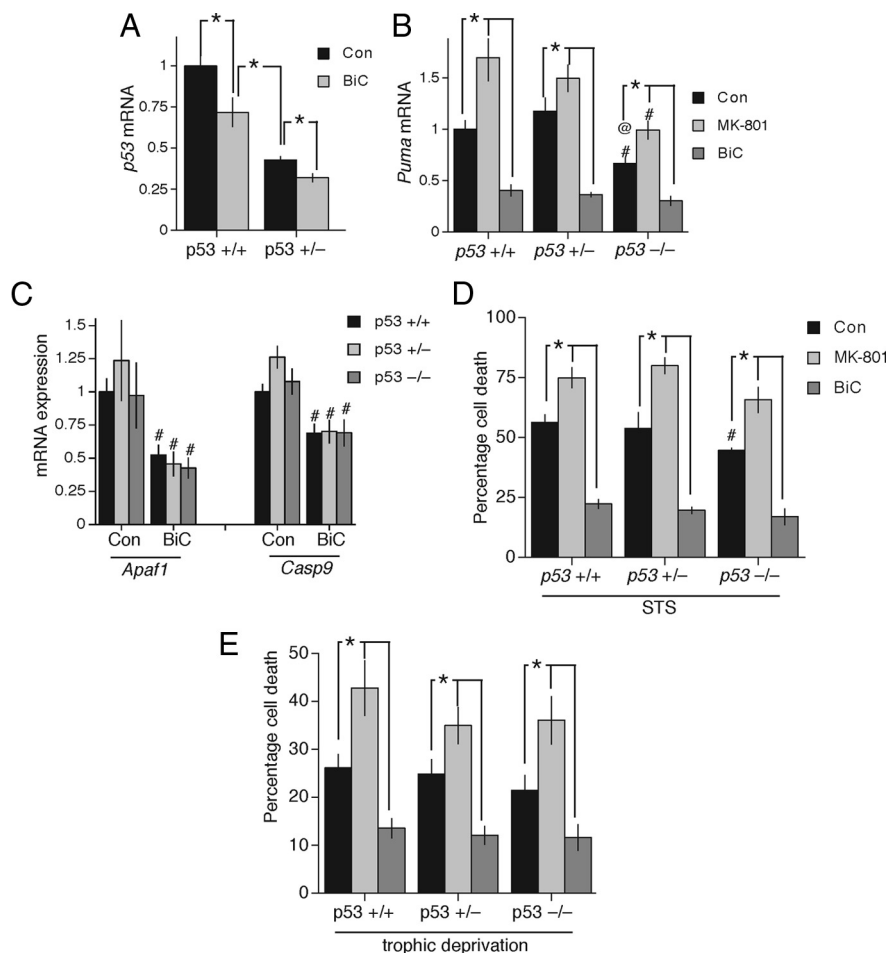 A
*
*
*
Con
BiC
p53 mRNA
1
0.75
0.5
0.25
0
p53 +/+
p53 +/–
B
*
*
*
Con
MK-801
BiC
Puma mRNA
1.5
1
0.5
0
@
#
#
p53 +/+
p53 +/–
p53 –/–
C
p53 +/+
p53 +/–
p53 –/–
mRNA expression
1.5
1.25
1
0.75
0.5
0.25
0
# # #
# # #
Con
BiC
Con
BiC
Apaf1
Casp9
D
*
*
*
#
Con
MK-801
BiC
Percentage cell death
100
75
50
25
0
p53 +/+
p53 +/–
p53 –/–
STS
E
*
*
*
Percentage cell death
50
40
30
20
10
0
p53 +/+
p53 +/–
p53 –/–
trophic deprivation